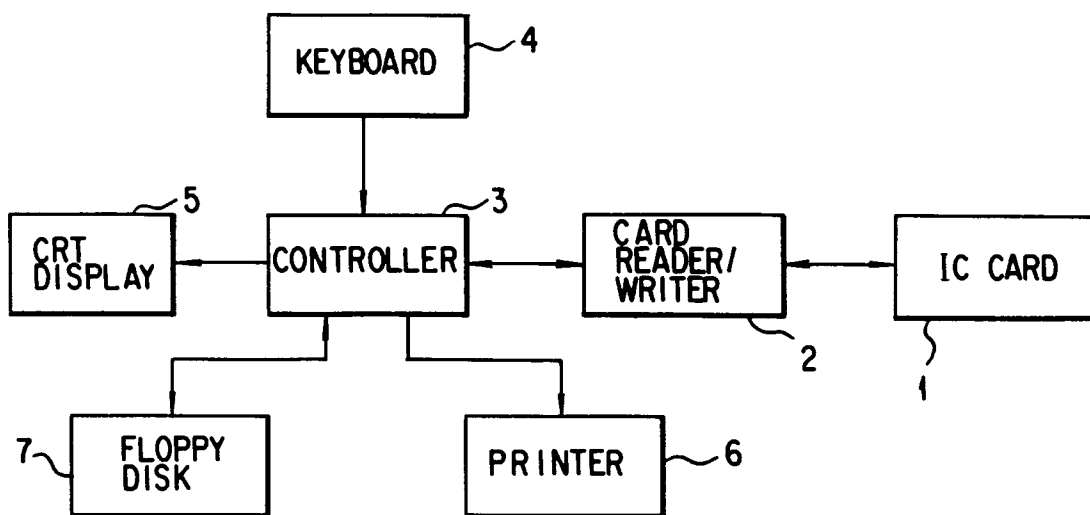 KEYBOARD
4
5
3
CRT
DISPLAY
CONTROLLER
CARD
READER/
WRITER
IC CARD
2
1
7
FLOPPY
DISK
PRINTER
6